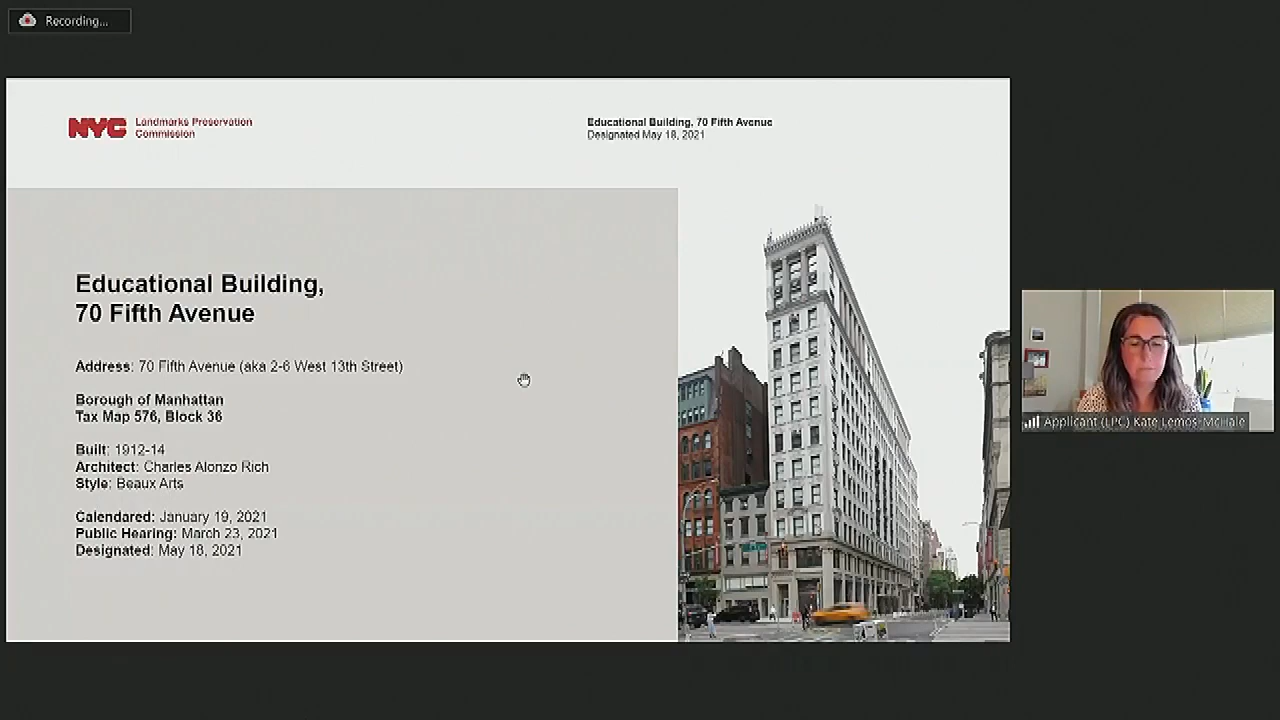 Recording...
NYC
Landmarks Preservation
Commission
Educational Building, 70 Fifth Avenue
Designated May 18, 2021
Educational Building,
70 Fifth Avenue
Address: 70 Fifth Avenue (aka 2-6 West 13th Street)
Borough of Manhattan
Tax Map 576, Block 36
Built: 1912-14
Architect: Charles Alonzo Rich
Style: Beaux Arts
Calendared: January 19, 2021
Public Hearing: March 23, 2021
Designated: May 18, 2021
Applicant (LPC) Kate Lemos McHale